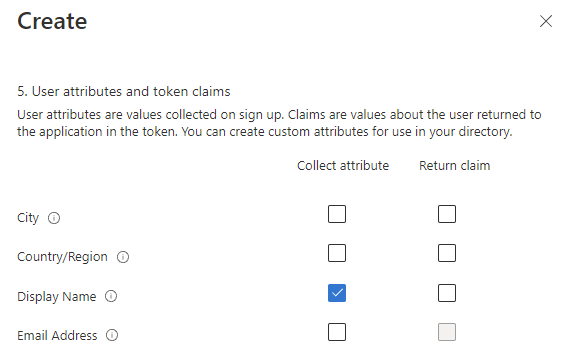 Create
5. User attributes and token claims
User attributes are values collected on sign up. Claims are values about the user returned to
the application in the token. You can create custom attributes for use in your directory.
Collect attribute Return claim
City
Country/Region
Display Name
Email Address